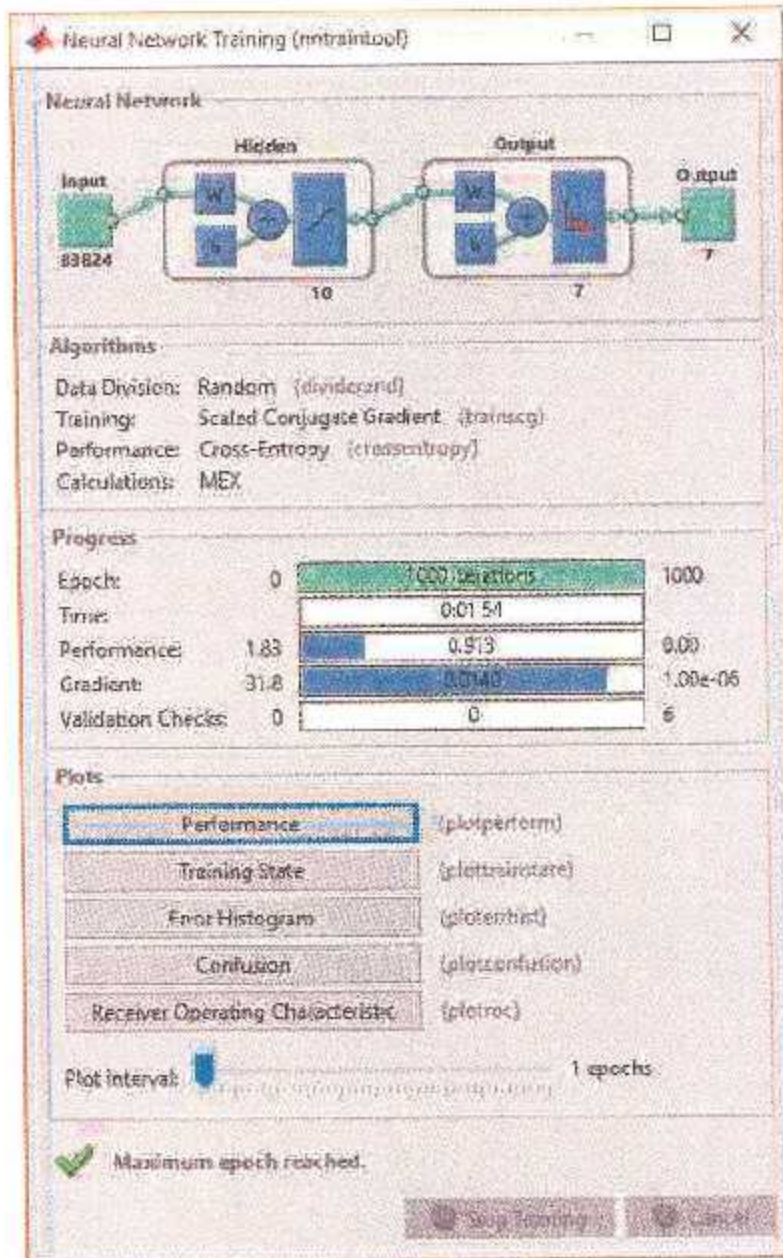 Neural Network Training (nntraintool)
Neural Network
Hidden
Output
Input
Output
W
W
b
b
83824
10
7
7
Algorithms
Data Division: Random (dividerand)
Training: Scaled Conjugate Gradient (trainscg)
Performance: Cross-Entropy (crossentropy)
Calculations: MEX
Progress
Epoch: 0 1000 iterations 1000
Time: 0:01:54
Performance: 1.83 0.913 0.00
Gradient: 31.8 0.0140 1.00e-06
Validation Checks: 0 0 6
Plots
Performance (plotperform)
Training State (plottrainstate)
Error Histogram (ploterrhist)
Confusion (plotconfusion)
Receiver Operating Characteristic (plotroc)
Plot Interval: 1 epochs
Maximum epoch reached.
Stop Training Cancel